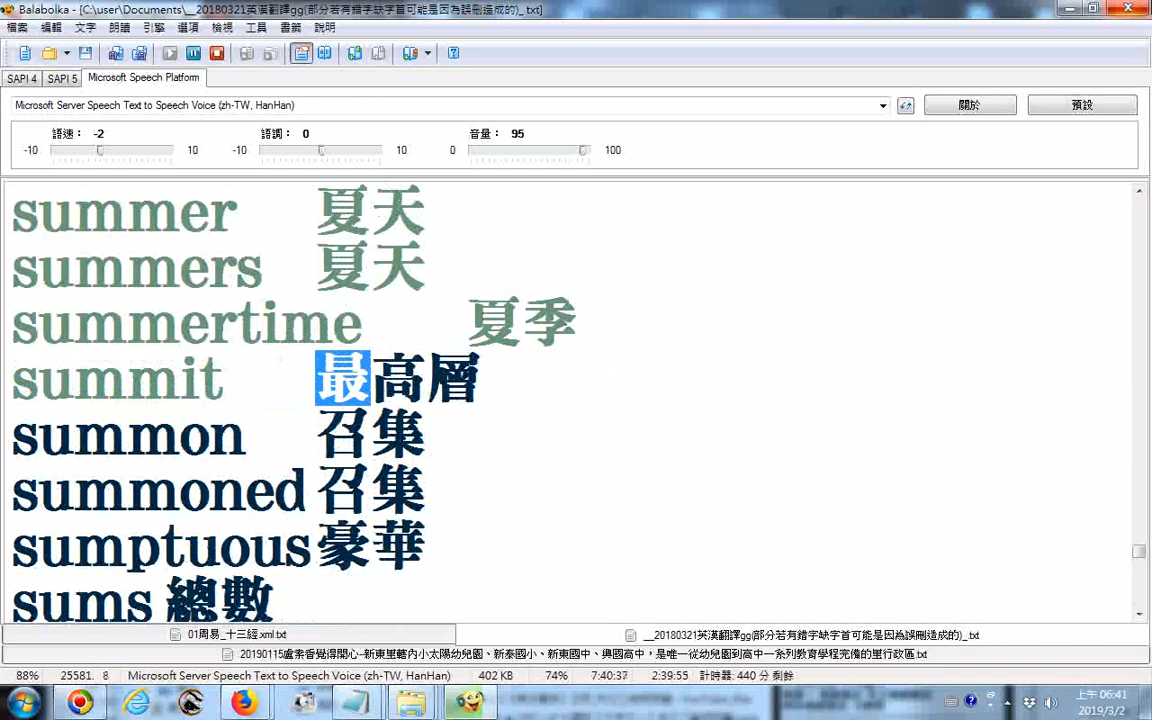 Balabolka - [C:\user\Documents\__20180321英漢翻譯gg(部分若有錯字缺字首可能是因為誤刪造成的)_.txt]
檔案 編輯 文字 朗讀 引擎 選項 檢視 工具 書籤 說明
SAPI 4 SAPI 5 Microsoft Speech Platform
Microsoft Server Speech Text to Speech Voice (zh-TW, HanHan) 關於 預設
語速： -2 語調： 0 音量： 95
-10 10 -10 10 0 100
summer 夏天
summers 夏天
summertime 夏季
summit 最高層
summon 召集
summoned 召集
sumptuous 豪華
sums 總數
01周易_十三經.xml.txt __20180321英漢翻譯gg(部分若有錯字缺字首可能是因為誤刪造成的)_.txt
20190115盧素香覺得開心-新東里轄內小太陽幼兒園、新泰國小、新東國中、興國高中，是唯一從幼兒園到高中一系列教育學程完備的里行政區.txt
88% 25581. 8 Microsoft Server Speech Text to Speech Voice (zh-TW, HanHan) 402 KB 74% 7:40:37 2:39:55 計時器: 440 分 剩餘
上午 06:41
2019/3/2